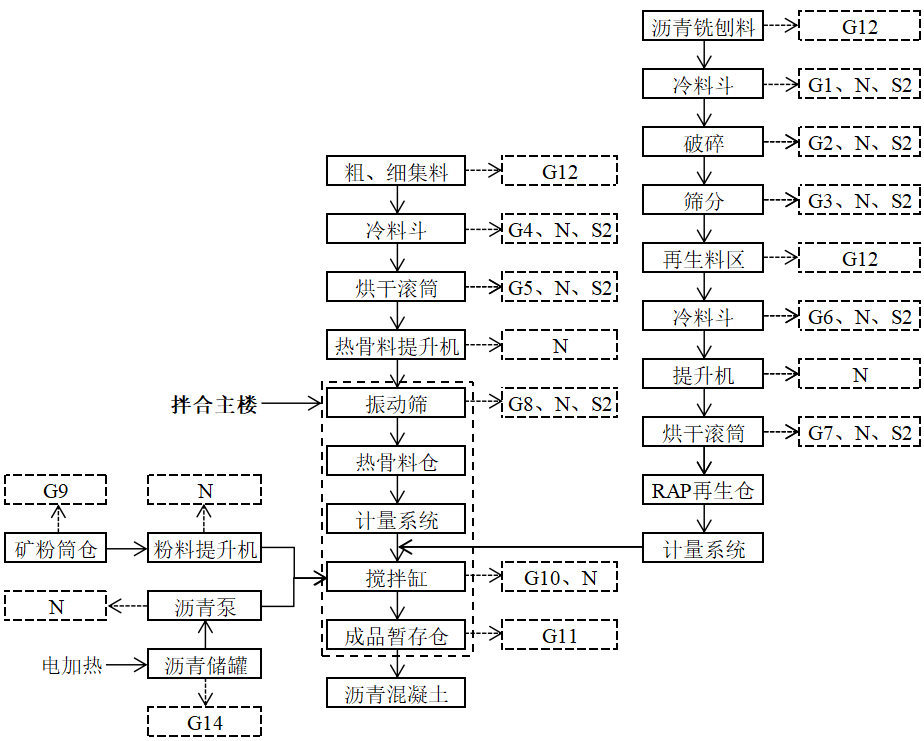 沥青铣刨料
G12
冷料斗
G1、N、S2
破碎
G2、N、S2
粗、细集料
G12
筛分
G3、N、S2
冷料斗
G4、N、S2
再生料区
G12
烘干滚筒
G5、N、S2
冷料斗
G6、N、S2
热骨料提升机
N
提升机
N
拌合主楼
振动筛
G8、N、S2
烘干滚筒
G7、N、S2
热骨料仓
G9
N
RAP再生仓
计量系统
矿粉筒仓
粉料提升机
计量系统
搅拌缸
G10、N
N
沥青泵
成品暂存仓
G11
电加热
沥青储罐
沥青混凝土
G14